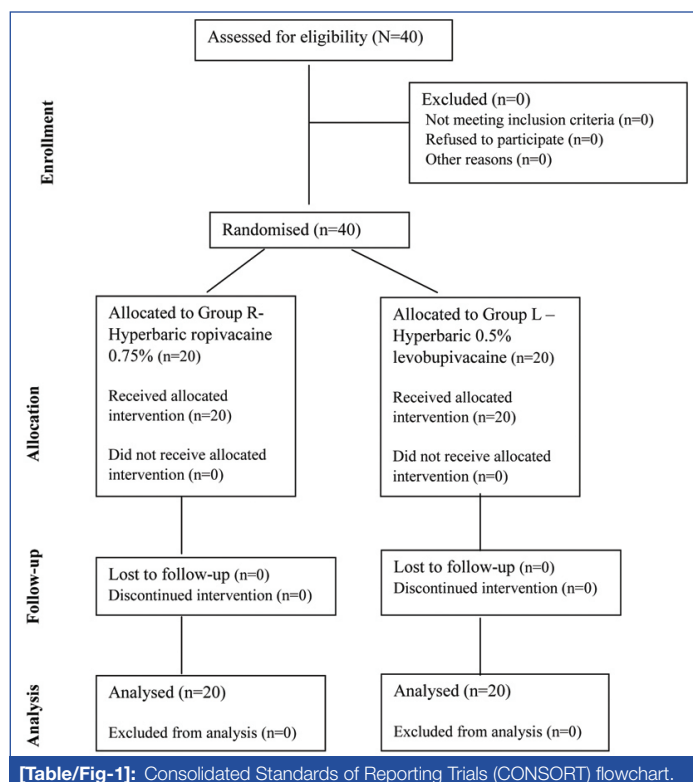 Assessed for eligibility (N=40)
Enrollment
Excluded (n=0)
Not meeting inclusion criteria (n=0)
Refused to participate (n=0)
Other reasons (n=0)
Randomised (n=40)
Allocation
Allocated to Group R-
Hyperbaric ropivacaine
0.75% (n=20)
Received allocated
intervention (n=20)
Did not receive allocated
intervention (n=0)
Allocated to Group L –
Hyperbaric 0.5%
levobupivacaine (n=20)
Received allocated
intervention (n=20)
Did not receive allocated
intervention (n=0)
Follow-up
Lost to follow-up (n=0)
Discontinued intervention (n=0)
Lost to follow-up (n=0)
Discontinued intervention (n=0)
Analysis
Analysed (n=20)
Excluded from analysis (n=0)
Analysed (n=20)
Excluded from analysis (n=0)
[Table/Fig-1]: Consolidated Standards of Reporting Trials (CONSORT) flowchart.